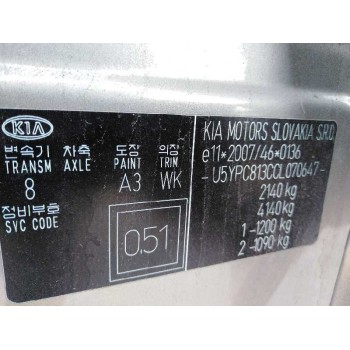 KIA
변속기 차축 도장 의장
TRANSM AXLE PAINT TRIM
8 A3 WK
정비부호
SVC CODE
0.51
KIA MOTORS SLOVAKIA S.R.O.
e11*2007/46*0136
-U5YPC813CCL070647-
2140 kg
4140 kg
1 -1200 kg
2 -1090 kg